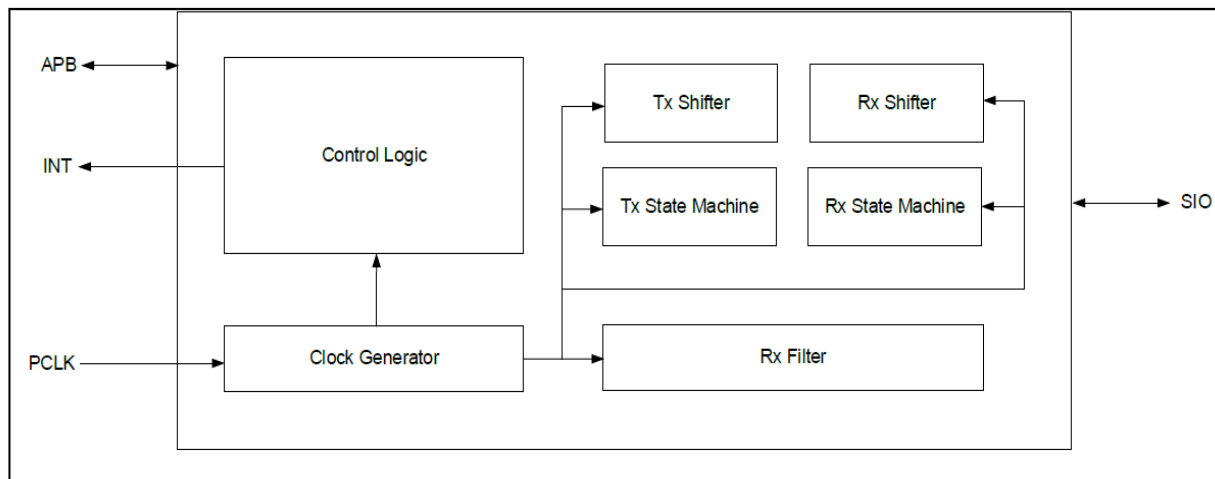 APB
INT
PCLK
Control Logic
Clock Generator
Tx Shifter
Rx Shifter
Tx State Machine
Rx State Machine
Rx Filter
SIO